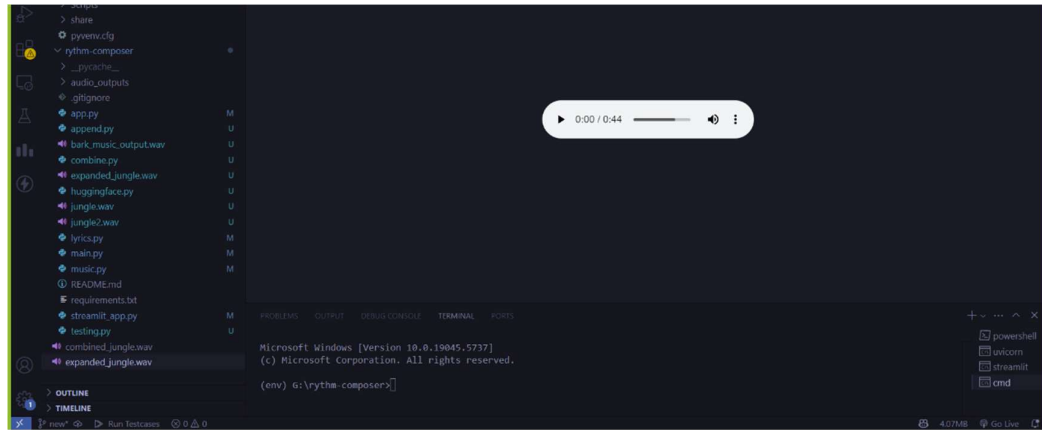 Scripts
share
pyvenv.cfg
rythm-composer
__pycache__
audio_outputs
.gitignore
app.py M
append.py U
bark_music_output.wav U
combine.py U
expanded_jungle.wav U
huggingface.py U
jungle.wav U
jungle2.wav U
lyrics.py M
main.py M
music.py M
README.md
requirements.txt
streamlit_app.py M
testing.py U
combined_jungle.wav
expanded_jungle.wav
OUTLINE
TIMELINE
0:00 / 0:44
PROBLEMS OUTPUT DEBUG CONSOLE TERMINAL PORTS
Microsoft Windows [Version 10.0.19045.5737]
(c) Microsoft Corporation. All rights reserved.
(env) G:\rythm-composer>
powershell
uvicorn
streamlit
cmd
1
new* Run Testcases 0 0 4.07MB Go Live